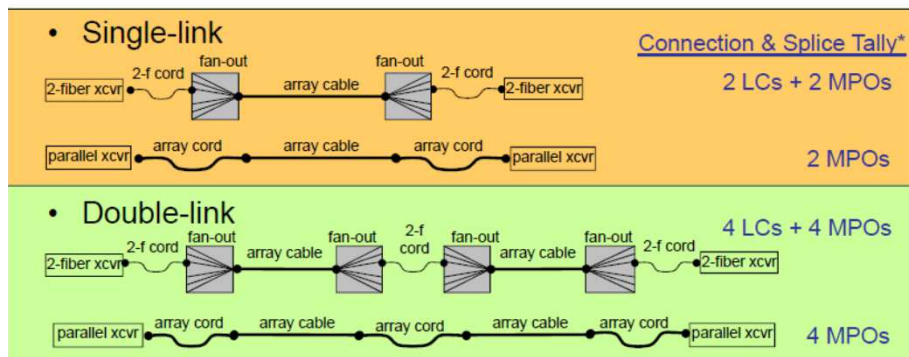 • Single-link
Connection & Splice Tally*
fan-out fan-out
2-f cord array cable 2-f cord
2-fiber xcvr 2-fiber xcvr
2 LCs + 2 MPOs
array cord array cable array cord
parallel xcvr parallel xcvr
2 MPOs
• Double-link
4 LCs + 4 MPOs
2-f cord fan-out array cable fan-out 2-f cord fan-out array cable fan-out 2-f cord
2-fiber xcvr 2-fiber xcvr
array cord array cable array cord array cable array cord
parallel xcvr parallel xcvr
4 MPOs